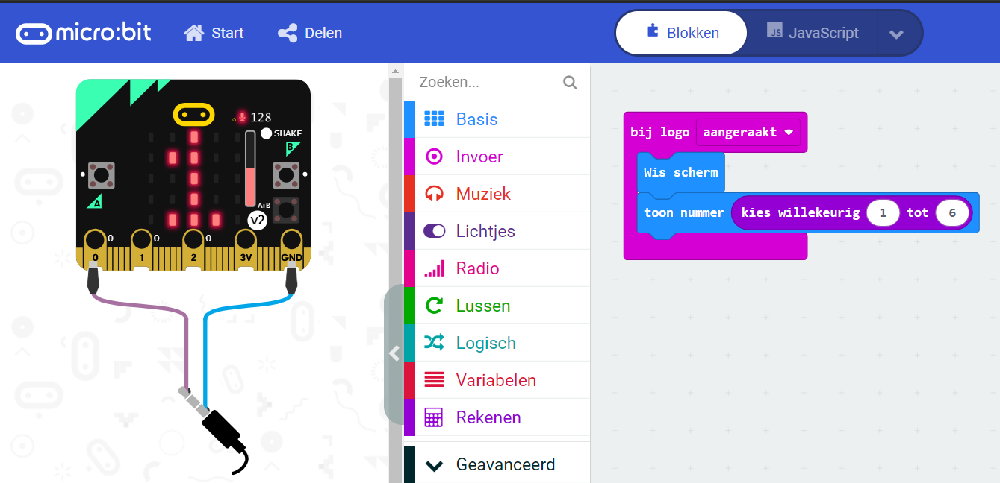 micro:bit Start Delen Blokken JS JavaScript
128
SHAKE
B
A
A+B
V2
0 0 0
0 1 2 3V GND
Zoeken...
Basis
Invoer
Muziek
Lichtjes
Radio
Lussen
Logisch
Variabelen
Rekenen
Geavanceerd
bij logo aangeraakt
Wis scherm
toon nummer kies willekeurig 1 tot 6